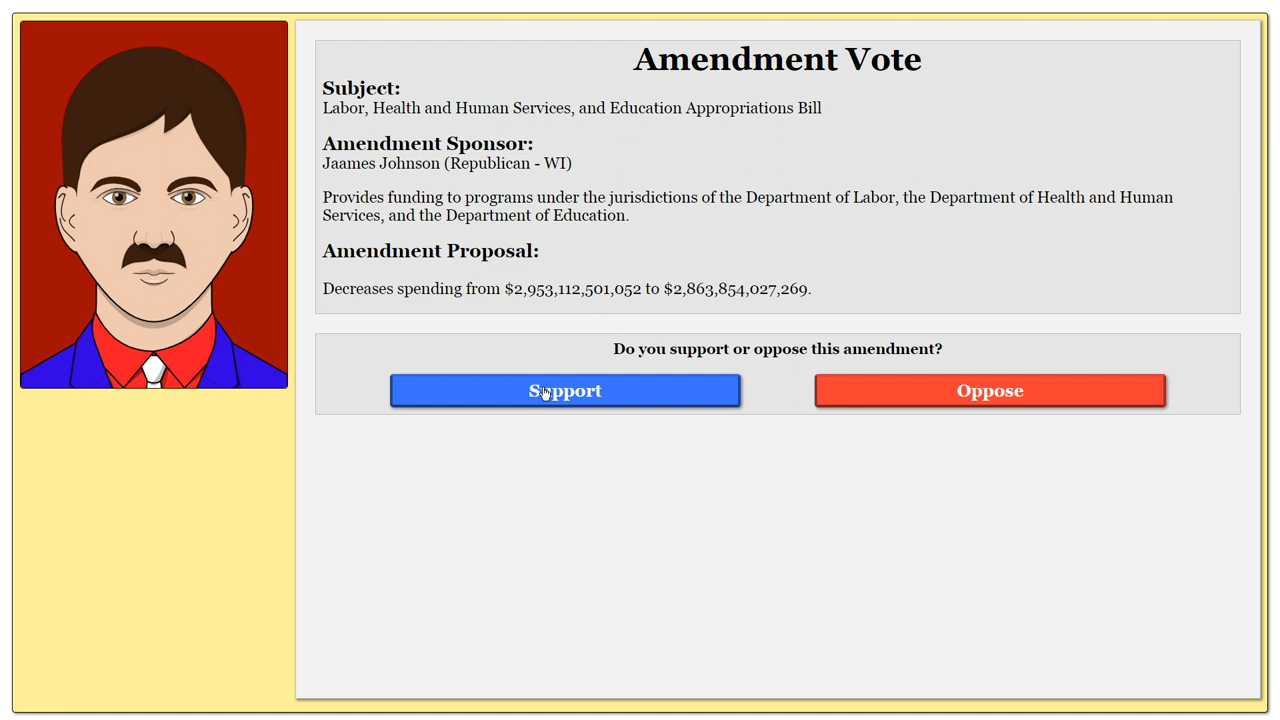 Amendment Vote
Subject:
Labor, Health and Human Services, and Education Appropriations Bill
Amendment Sponsor:
Jaames Johnson (Republican - WI)
Provides funding to programs under the jurisdictions of the Department of Labor, the Department of Health and Human
Services, and the Department of Education.
Amendment Proposal:
Decreases spending from $2,953,112,501,052 to $2,863,854,027,269.
Do you support or oppose this amendment?
Support
Oppose